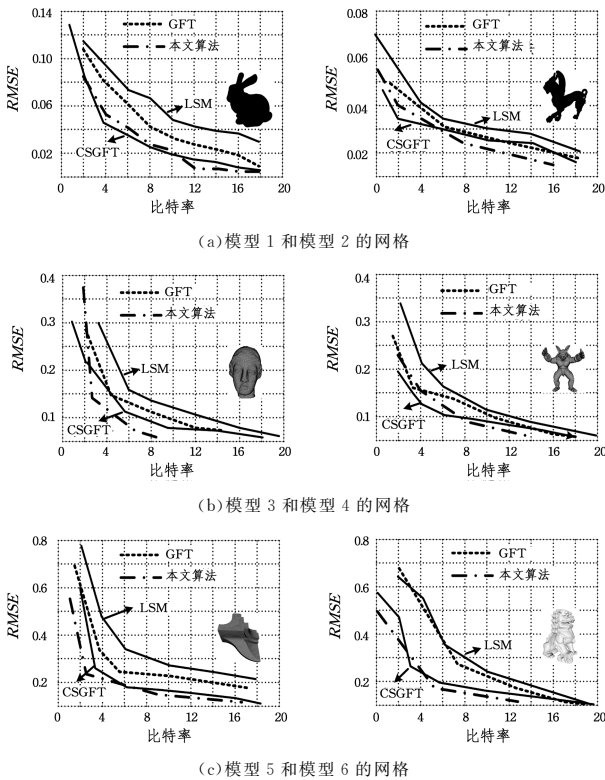 0.14
0.10
0.06
0.02
RMSE
GFT
本文算法
LSM
CSGFT
0 4 8 12 16 20
比特率
0.08
0.06
0.04
0.02
RMSE
GFT
本文算法
LSM
CSGFT
0 4 8 12 16 20
比特率
(a)模型 1 和模型 2 的网格
0.4
0.3
0.2
0.1
RMSE
GFT
本文算法
LSM
CSGFT
0 4 8 12 16 20
比特率
0.4
0.3
0.2
0.1
RMSE
GFT
本文算法
LSM
CSGFT
0 4 8 12 16 20
比特率
(b)模型 3 和模型 4 的网格
0.8
0.6
0.4
0.2
RMSE
GFT
本文算法
LSM
CSGFT
0 4 8 12 16 20
比特率
0.8
0.6
0.4
0.2
RMSE
GFT
本文算法
LSM
CSGFT
0 4 8 12 16 20
比特率
(c)模型 5 和模型 6 的网格